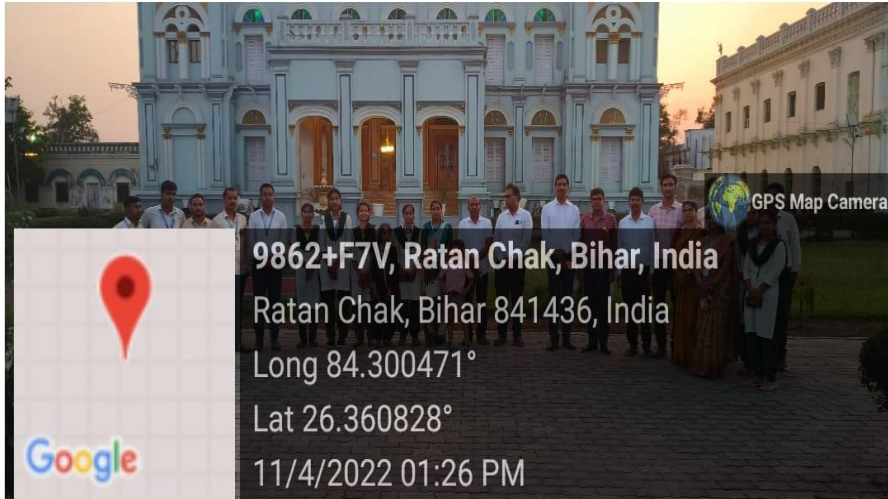 GPS Map Camera
9862+F7V, Ratan Chak, Bihar, India
Ratan Chak, Bihar 841436, India
Long 84.300471°
Lat 26.360828°
11/4/2022 01:26 PM
Google